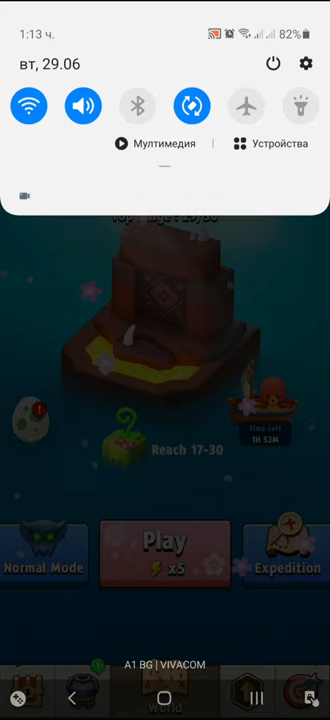 1:13 ч.
82%
вт, 29.06
Мултимедия
Устройства
Reach 17-30
Time Left
1H 52M
Normal Mode
Play
x5
Expedition
A1 BG | VIVACOM
World